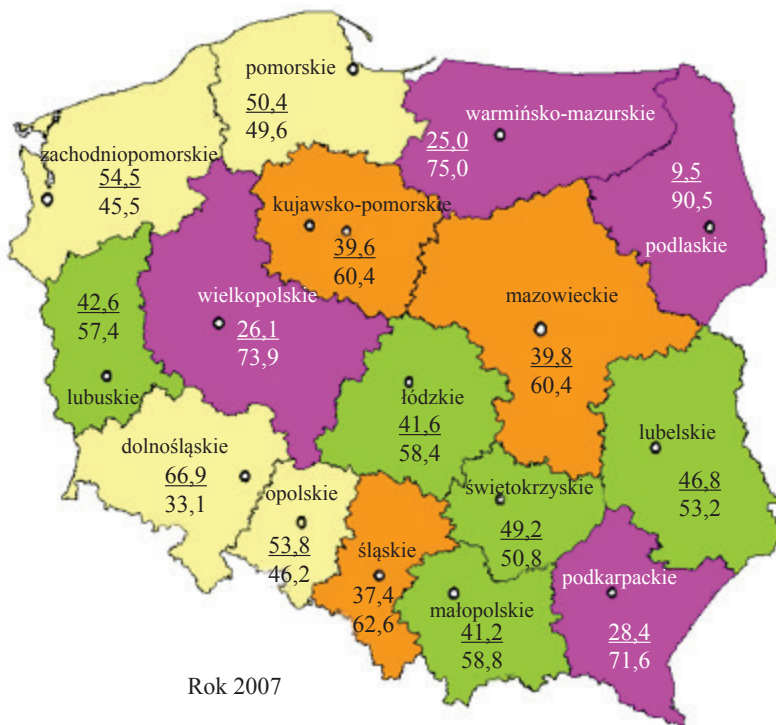 pomorskie
50,4
49,6
warmińsko-mazurskie
25,0
75,0
zachodniopomorskie
54,5
45,5
kujawsko-pomorskie
39,6
60,4
9,5
90,5
podlaskie
42,6
57,4
lubuskie
wielkopolskie
26,1
73,9
mazowieckie
39,8
60,4
łódzkie
41,6
58,4
dolnośląskie
66,9
33,1
lubelskie
46,8
53,2
opolskie
53,8
46,2
świętokrzyskie
49,2
50,8
śląskie
37,4
62,6
małopolskie
41,2
58,8
podkarpackie
28,4
71,6
Rok 2007